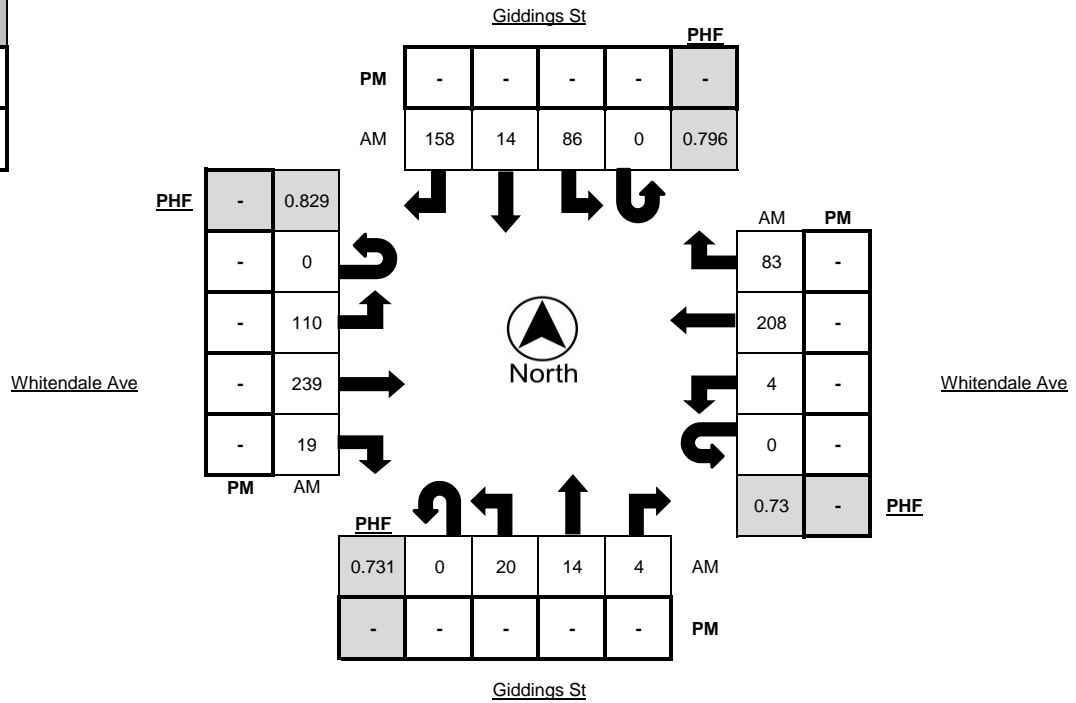 Giddings St
PHF
PM - - - - -
AM 158 14 86 0 0.796
PHF - 0.829
- 0
- 110
- 239
- 19
PM AM
Whitendale Ave
North
AM PM
83 -
208 -
4 -
0 -
0.73 - PHF
Whitendale Ave
PHF
0.731 0 20 14 4 AM
- - - - - PM
Giddings St